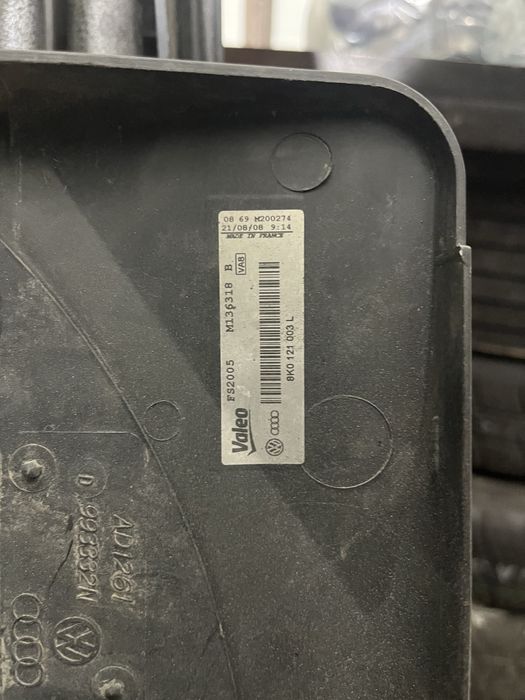 08 69 M200274
21/08/08 9:14
MADE IN FRANCE
FS2005 M136318 B VA8
Valeo
8K0 121 003 L
AD1261
D 993332N